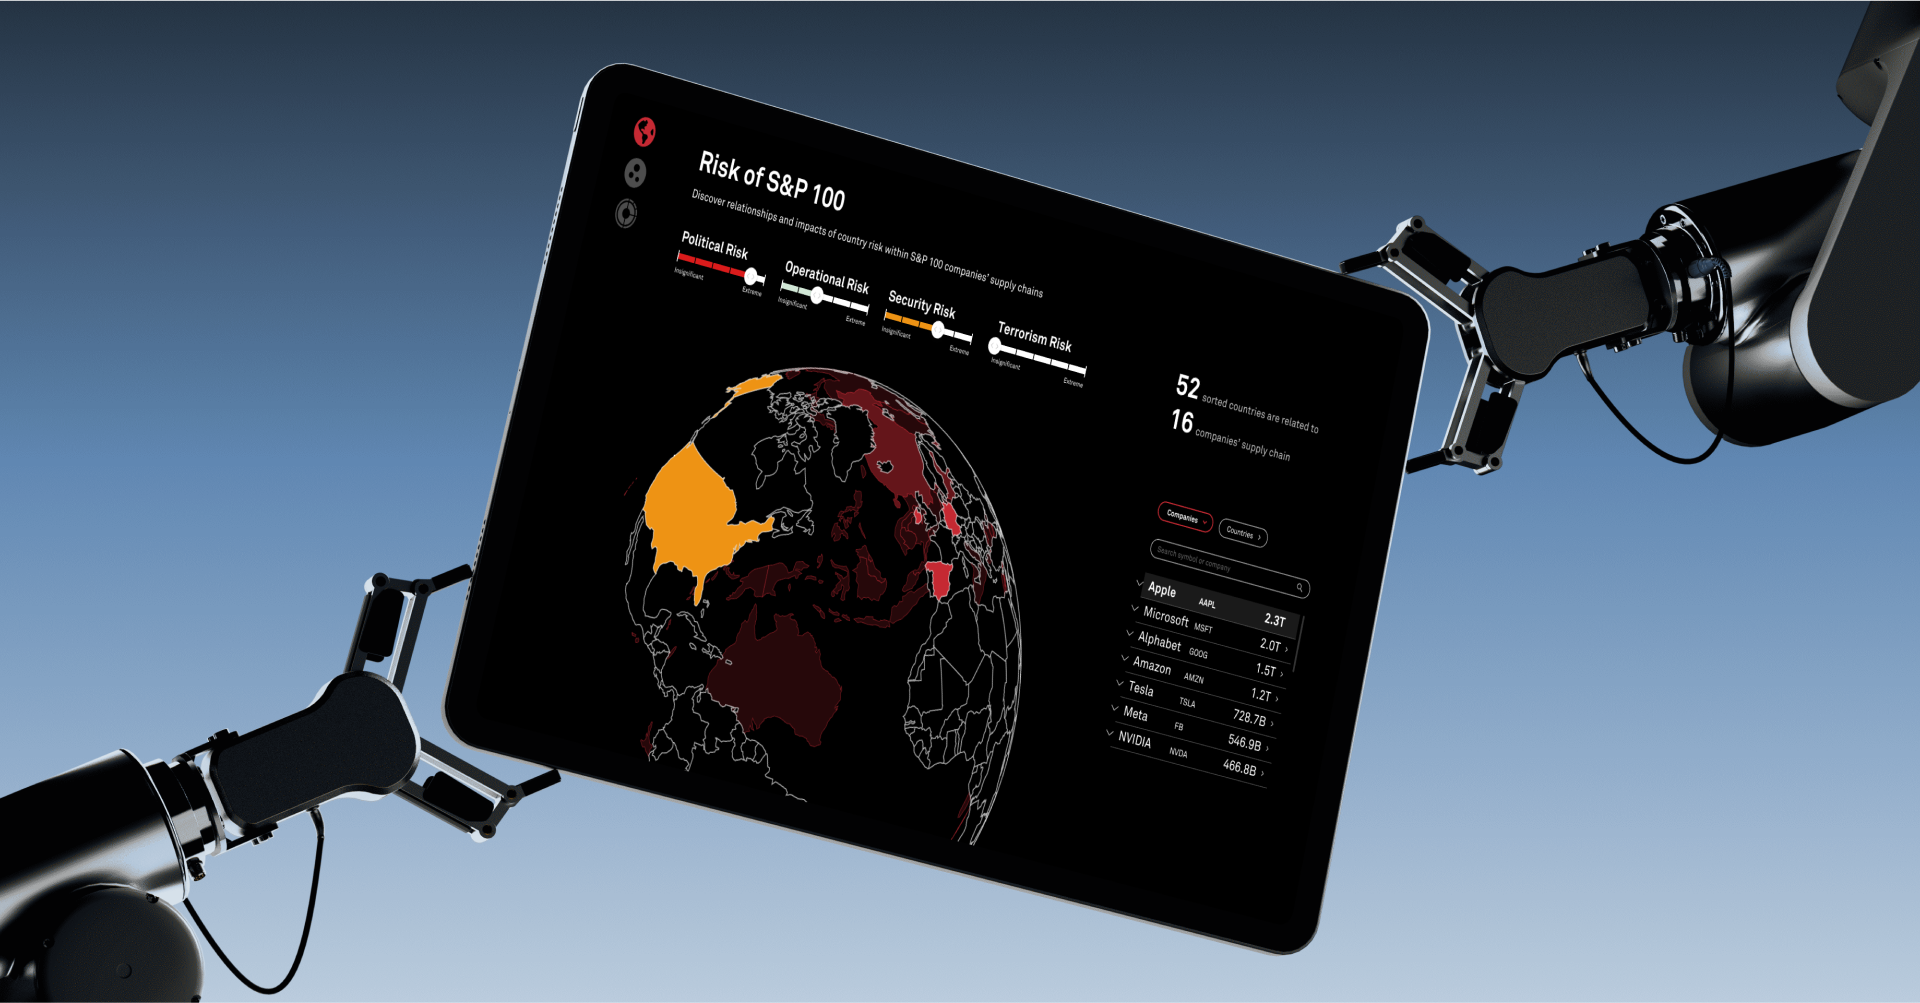 Risk of S&P 100
Discover relationships and impacts of country risk within S&P 100 companies' supply chains
Political Risk
Insignificant
Extreme
Operational Risk
Insignificant
Extreme
Security Risk
Insignificant
Extreme
Terrorism Risk
Insignificant
Extreme
52 sorted countries are related to
16 companies' supply chain
Companies
Countries
Search symbol or company
Apple AAPL 2.3T
Microsoft MSFT 2.0T
Alphabet GOOG 1.5T
Amazon AMZN 1.2T
Tesla TSLA 728.7B
Meta FB 546.9B
NVIDIA NVDA 466.8B